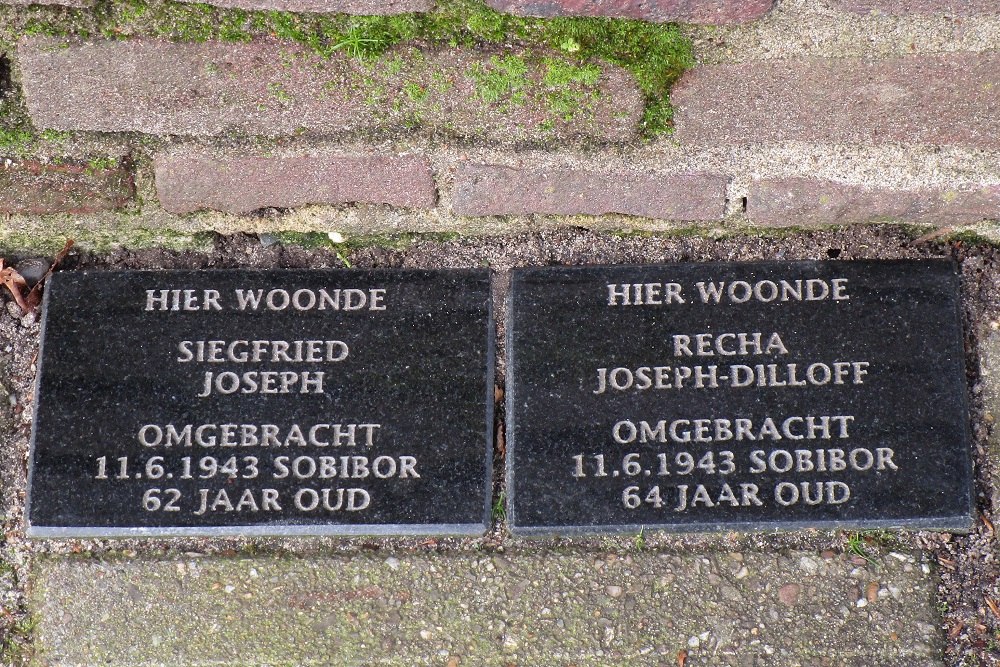 HIER WOONDE
SIEGFRIED
JOSEPH
OMGEBRACHT
11.6.1943 SOBIBOR
62 JAAR OUD
HIER WOONDE
RECHA
JOSEPH-DILLOFF
OMGEBRACHT
11.6.1943 SOBIBOR
64 JAAR OUD